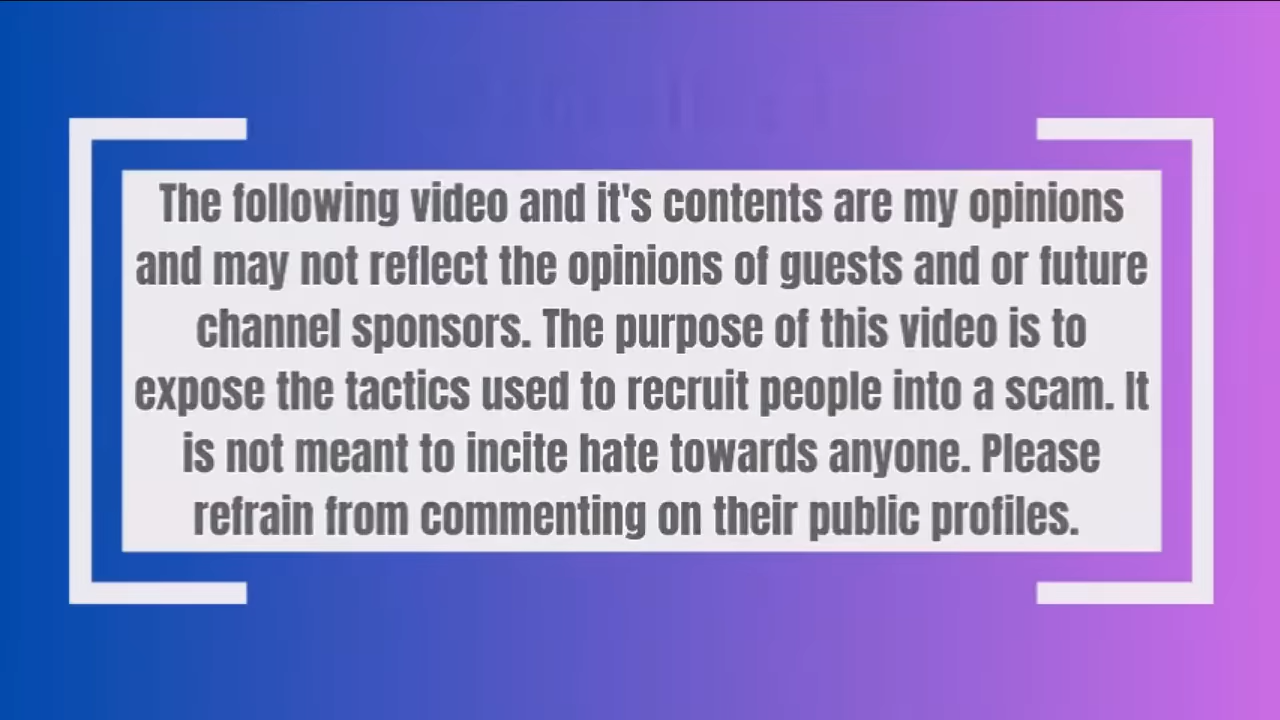 The following video and it's contents are my opinions
and may not reflect the opinions of guests and or future
channel sponsors. The purpose of this video is to
expose the tactics used to recruit people into a scam. It
is not meant to incite hate towards anyone. Please
refrain from commenting on their public profiles.